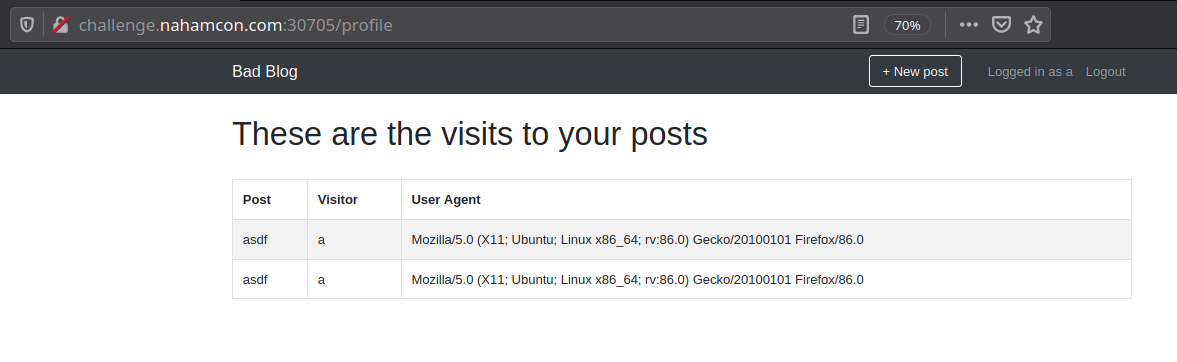 challenge.nahamcon.com:30705/profile 70%
Bad Blog + New post Logged in as a Logout
These are the visits to your posts
Post Visitor User Agent
asdf a Mozilla/5.0 (X11; Ubuntu; Linux x86_64; rv:86.0) Gecko/20100101 Firefox/86.0
asdf a Mozilla/5.0 (X11; Ubuntu; Linux x86_64; rv:86.0) Gecko/20100101 Firefox/86.0